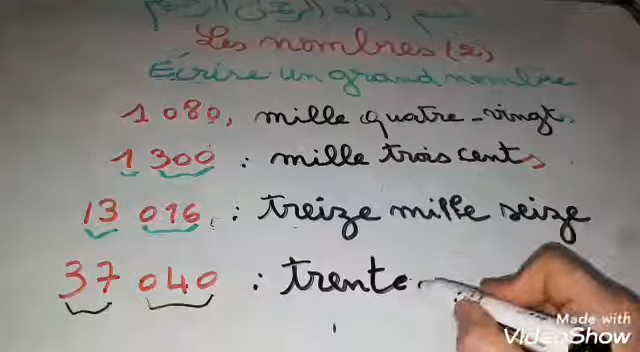 بسم الله الرحمن الرحيم
Les nombres (2)
Écrire un grand nombre
1 080, mille quatre-vingt.
1 300 : mille trois cents
13 016 : treize mille seize
37 040 : trente
Made with
VideoShow